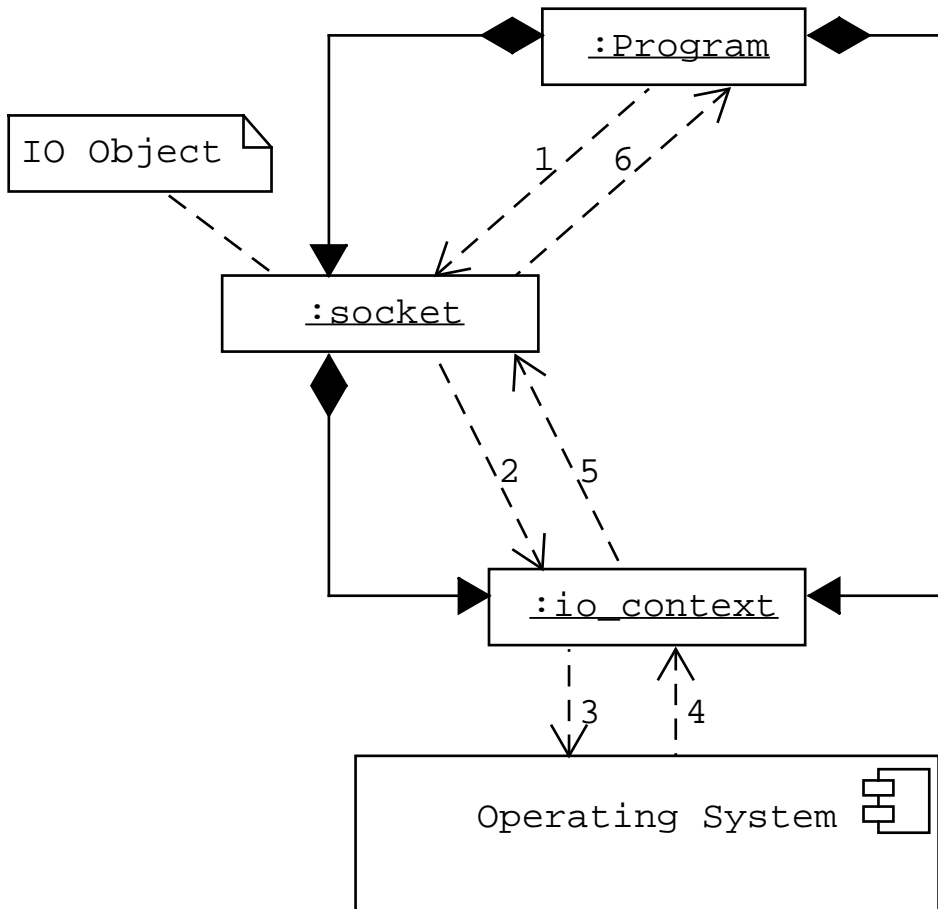 :Program
IO Object
1
6
:socket
2
5
:io_context
3
4
Operating System